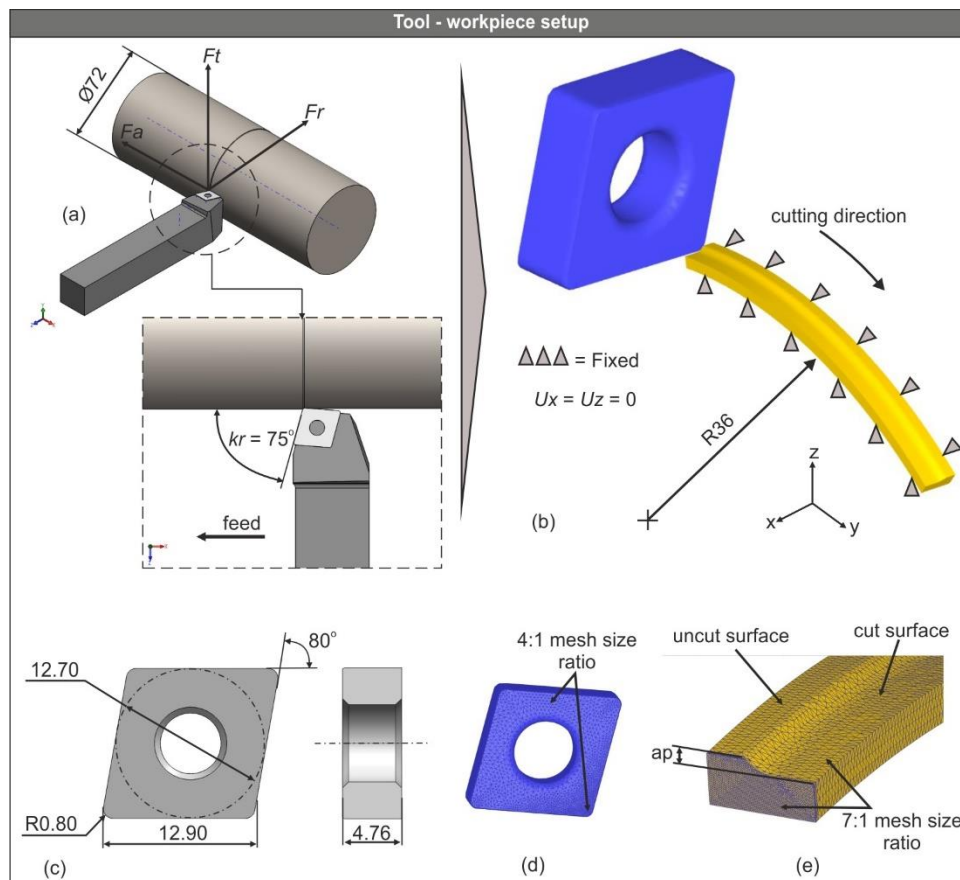 Tool - workpiece setup
Ft
Ø72
Fr
Fa
(a)
cutting direction
= Fixed
Ux = Uz = 0
R36
kr = 75°
feed
z
x
y
(b)
80°
12.70
4:1 mesh size
ratio
uncut surface
cut surface
ap
R0.80
12.90
4.76
7:1 mesh size
ratio
(c)
(d)
(e)